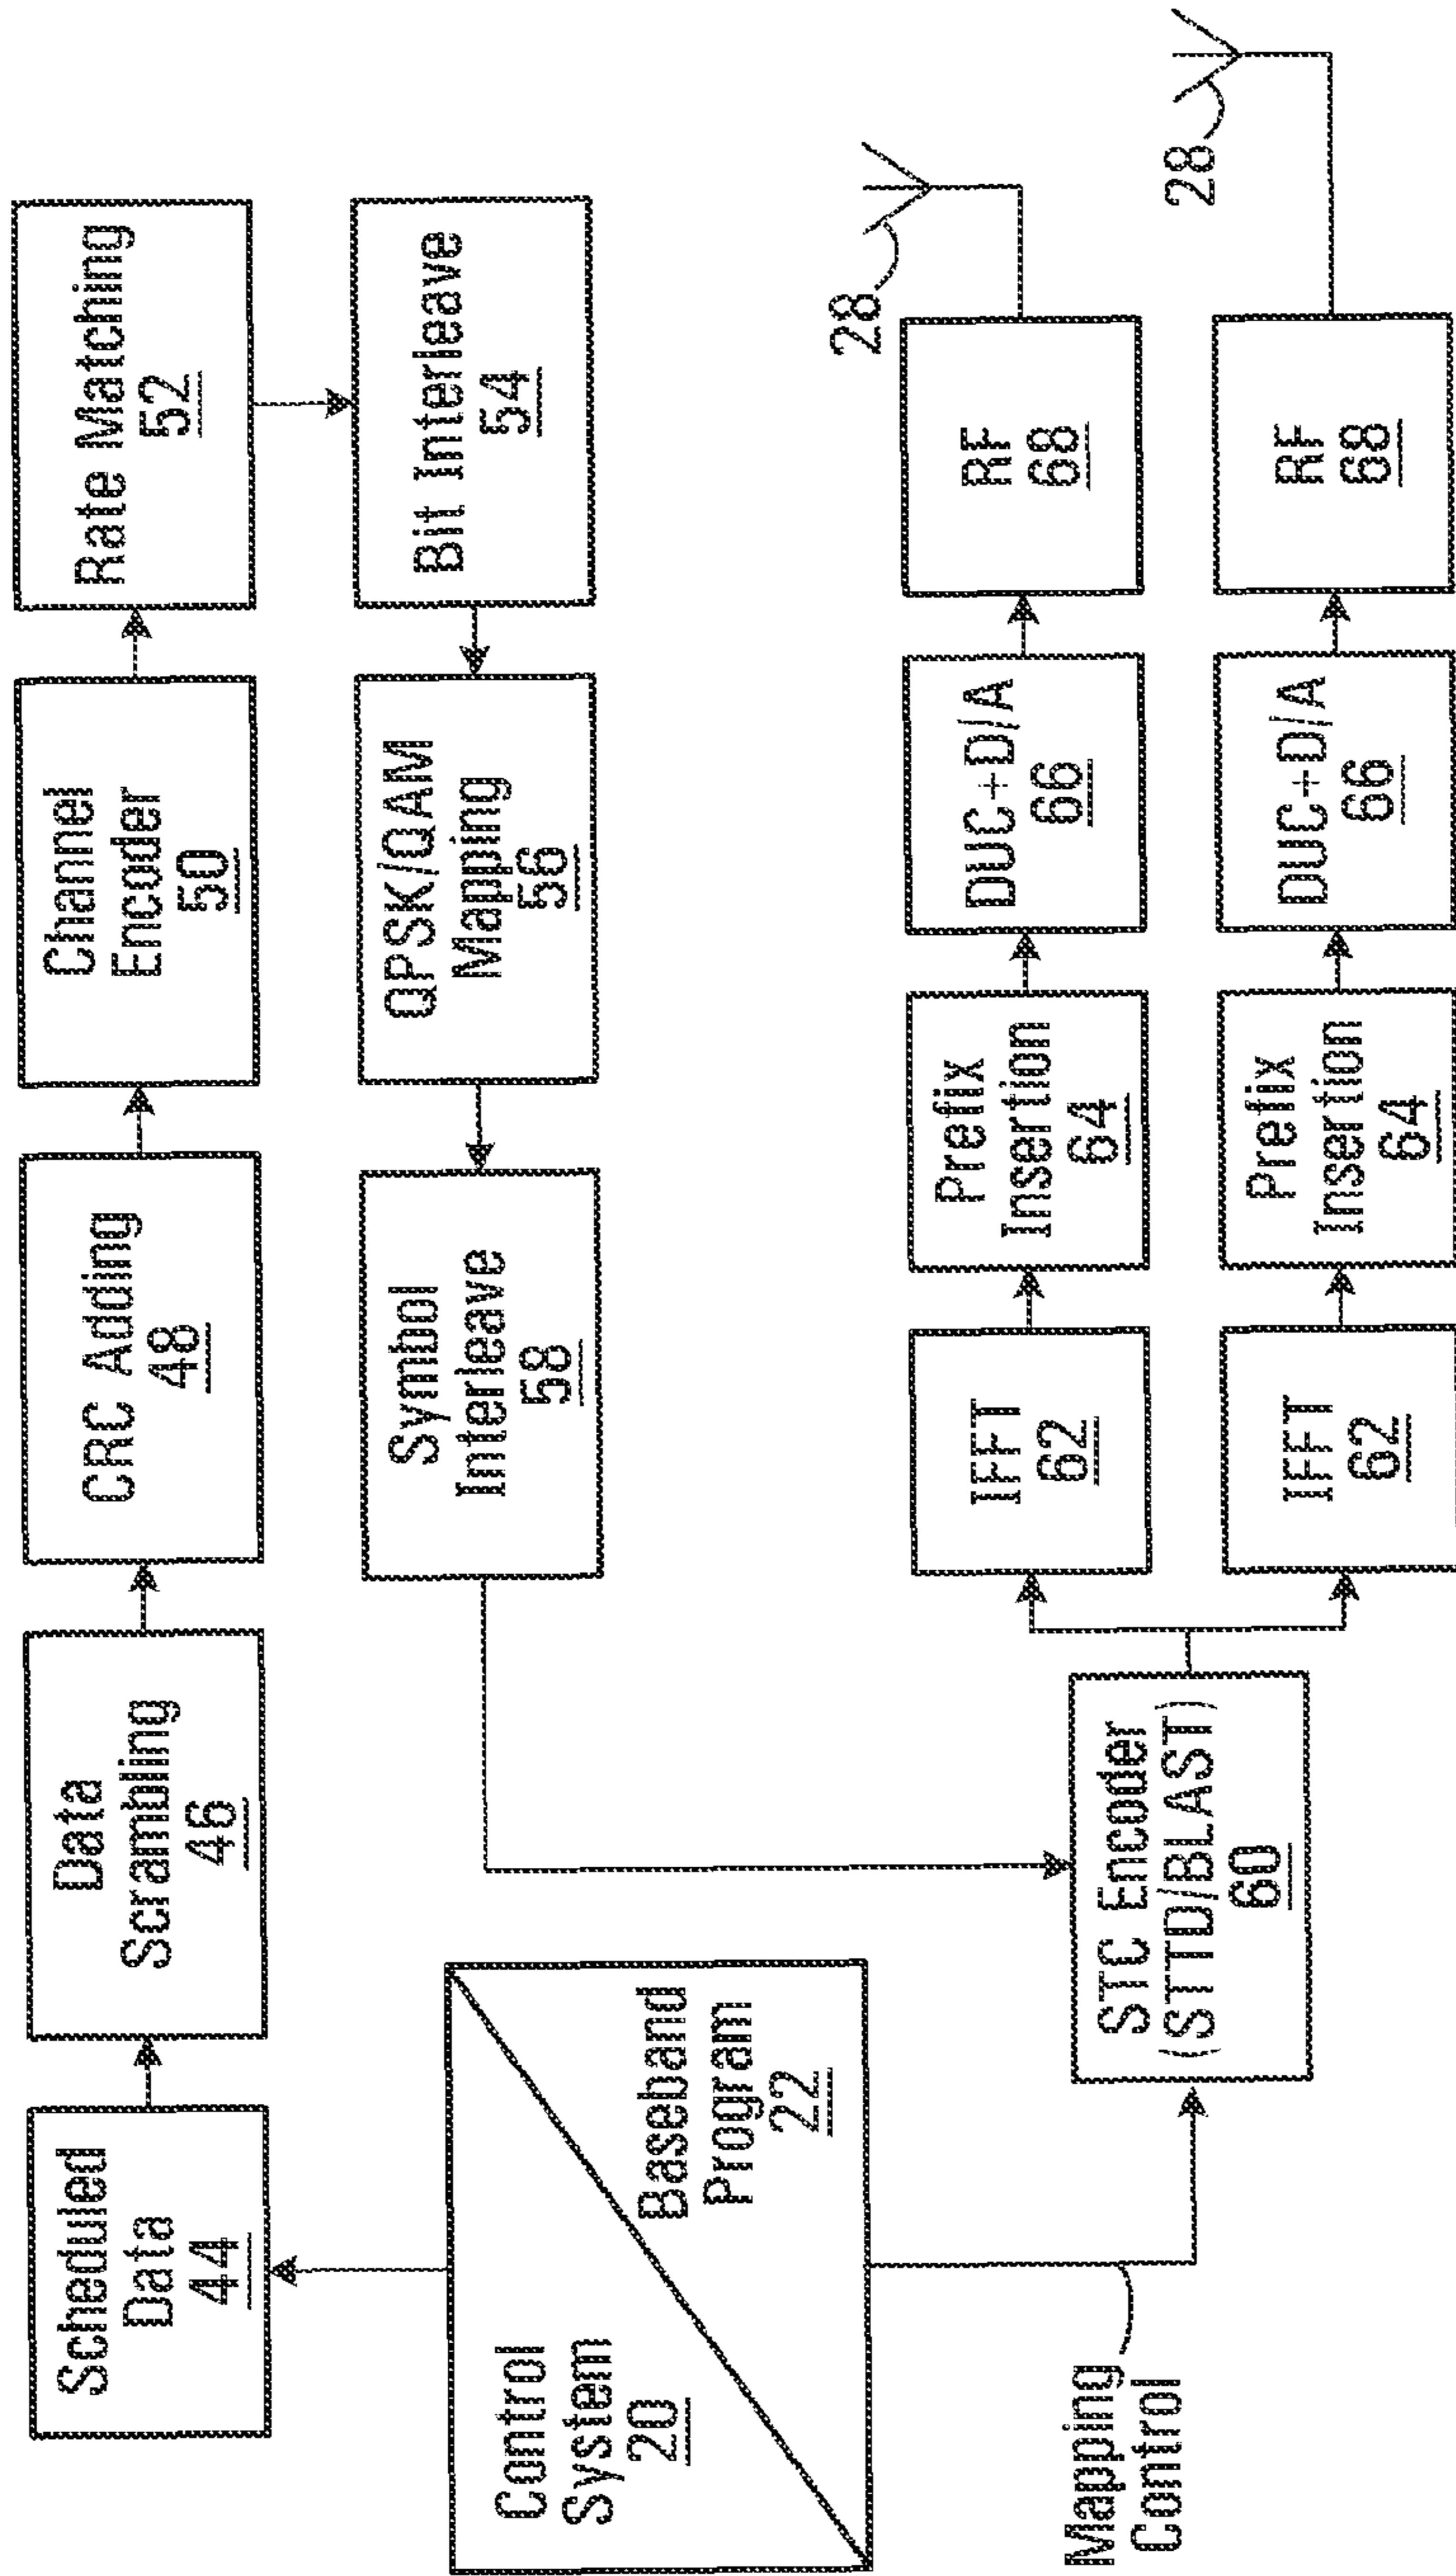 Scheduled
Data
44
Data
Scrambling
46
CRC Adding
48
Channel
Encoder
50
Rate Matching
52
Control
System
20
Baseband
Program
22
Symbol
Interleave
58
QPSK/QAM
Mapping
56
Bit Interleave
54
Mapping
Control
STC Encoder
(STTD/BLAST)
60
IFFT
62
Prefix
Insertion
64
DUC+D/A
66
RF
68
28
IFFT
62
Prefix
Insertion
64
DUC+D/A
66
RF
68
28